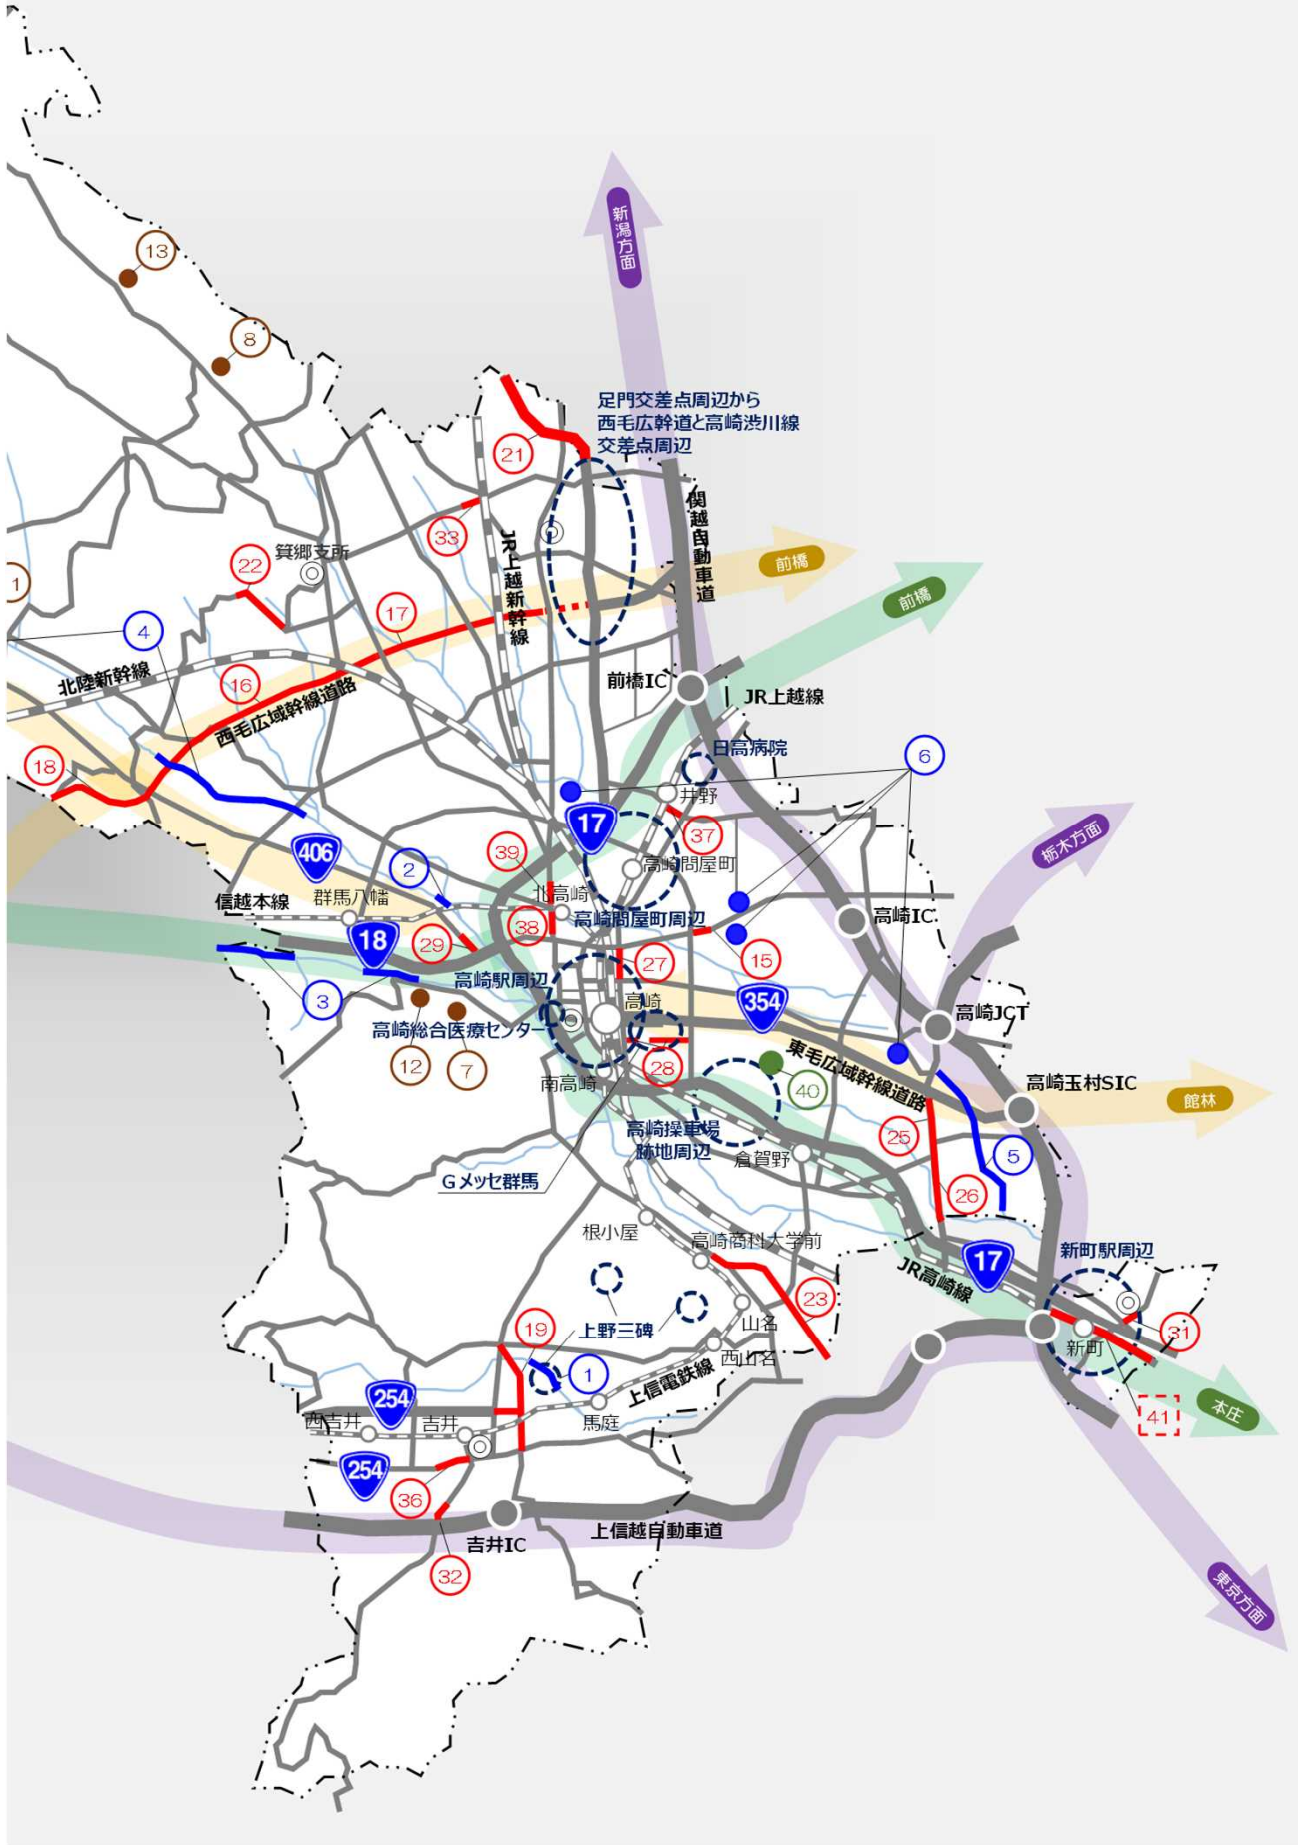 13
8
新潟方面
足門交差点周辺から
西毛広幹道と高崎渋川線
交差点周辺
21
関越自動車道
33
JR上越新幹線
箕郷支所
22
1
前橋
前橋
17
4
北陸新幹線
16
西毛広域幹線道路
前橋IC
JR上越線
18
日高病院
6
井野
17
37
栃木方面
406
39
2
高崎問屋町
信越本線
群馬八幡
北高崎
高崎IC
38
高崎問屋町周辺
18
29
27
15
高崎駅周辺
3
高崎
354
高崎JCT
高崎総合医療センター
東毛広域幹線道路
12
7
28
南高崎
40
高崎玉村SIC
館林
25
高崎操車場
跡地周辺
倉賀野
5
Gメッセ群馬
26
根小屋
高崎商科大学前
新町駅周辺
17
JR高崎線
23
19
上野三碑
山名
31
1
西山名
新町
上信電鉄線
254
本庄
41
西吉井
吉井
馬庭
254
36
上信越自動車道
吉井IC
32
東京方面